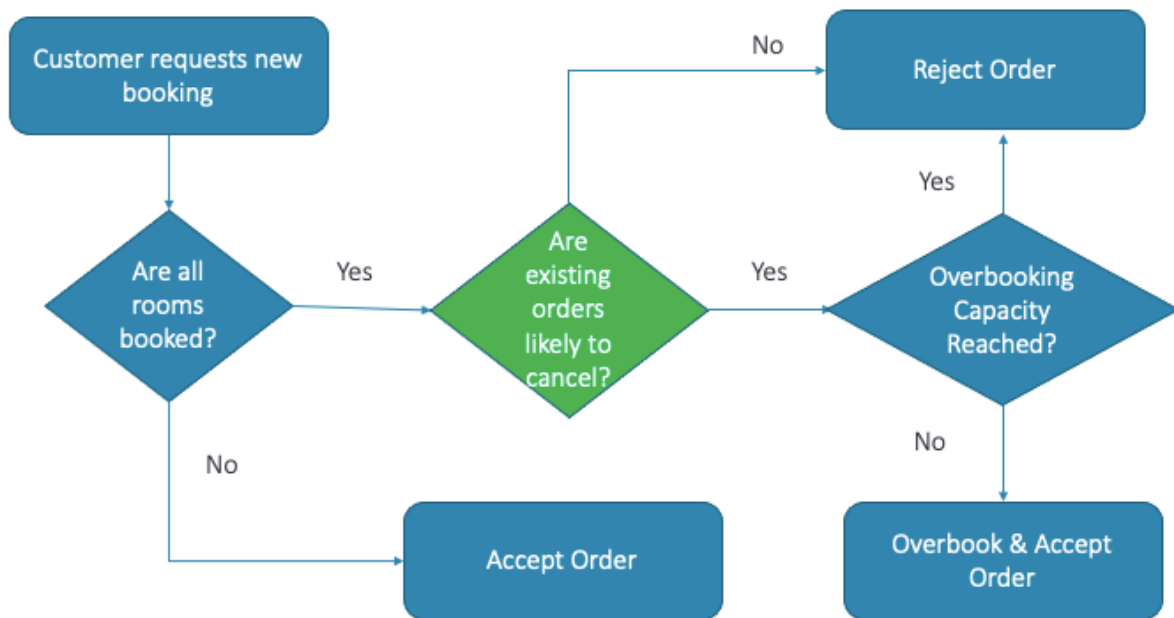 Customer requests new
booking
Are all
rooms
booked?
Yes
No
Accept Order
Are
existing
orders
likely to
cancel?
No
Reject Order
Yes
Overbooking
Capacity
Reached?
Yes
No
Overbook & Accept
Order